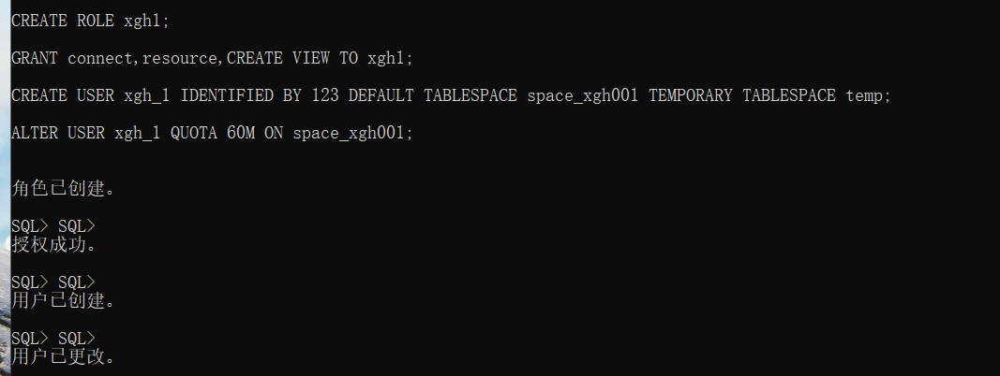 CREATE ROLE xgh1;
GRANT connect,resource,CREATE VIEW TO xgh1;
CREATE USER xgh_1 IDENTIFIED BY 123 DEFAULT TABLESPACE space_xgh001 TEMPORARY TABLESPACE temp;
ALTER USER xgh_1 QUOTA 60M ON space_xgh001;
角色已创建。
SQL> SQL>
授权成功。
SQL> SQL>
用户已创建。
SQL> SQL>
用户已更改。